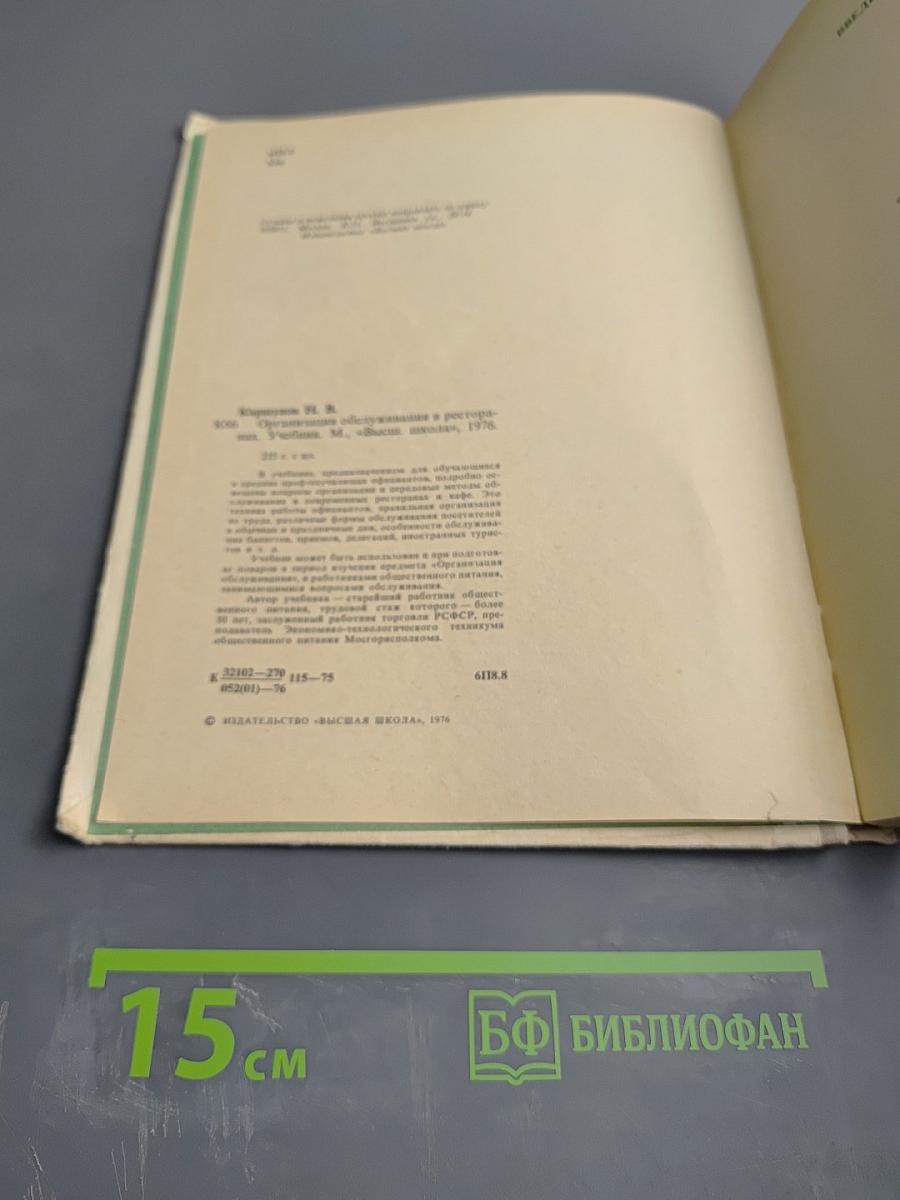 ВВЕД
Коршунов Н. В.
Организация обслуживания в рестора-
нах. Учебник. М., «Высш. школа», 1976.
с ил.
В учебнике, предназначенном для обучающихся
в средних профтехучилищах официантов, подробно ос-
вещены вопросы организации и передовые методы об-
служивания в современных ресторанах и кафе. Это
техника работы официантов, правильная организация
их труда, различные формы обслуживания посетителей
в обычные и праздничные дни, особенности обслужива-
ния банкетов, приемов, делегаций, иностранных турис-
тов и т. д.
Учебник может быть использован и при подготов-
ке поваров в период изучения предмета «Организация
обслуживания», и работниками общественного питания,
занимающимися вопросами обслуживания.
Автор учебника — старейший работник общест-
венного питания, трудовой стаж которого — более
50 лет, заслуженный работник торговли РСФСР, пре-
подаватель Экономико-технологического техникума
общественного питания Мосгорисполкома.
К 32102—270 115—75 6П8.8
052(01)—76
© ИЗДАТЕЛЬСТВО «ВЫСШАЯ ШКОЛА», 1976
15 см
БФ БИБЛИОФАН